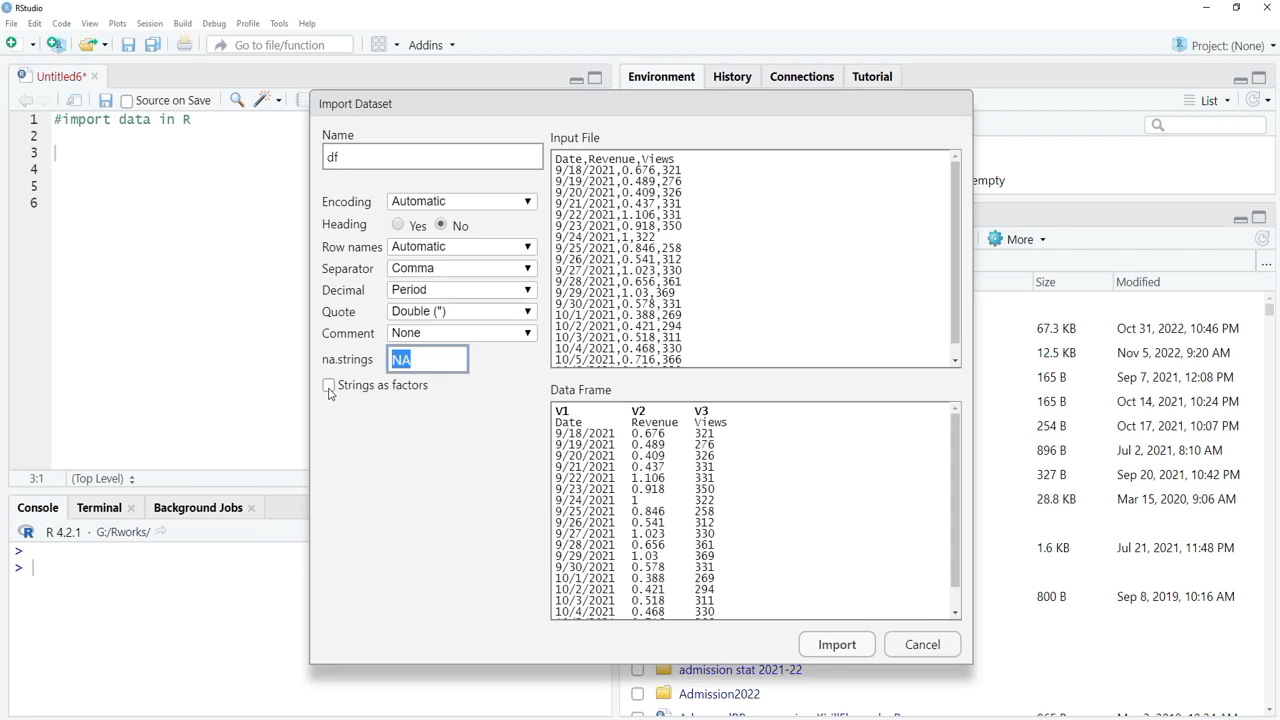 RStudio
File Edit Code View Plots Session Build Debug Profile Tools Help
Go to file/function Addins Project: (None)
Untitled6*
Source on Save
1 #import data in R
2
3
4
5
6
3:1 (Top Level)
Console Terminal Background Jobs
R 4.2.1 · G:/Rworks/
>
>
Environment History Connections Tutorial
List
empty
More
...
Size Modified
67.3 KB Oct 31, 2022, 10:46 PM
12.5 KB Nov 5, 2022, 9:20 AM
165 B Sep 7, 2021, 12:08 PM
165 B Oct 14, 2021, 10:24 PM
254 B Oct 17, 2021, 10:07 PM
896 B Jul 2, 2021, 8:10 AM
327 B Sep 20, 2021, 10:42 PM
28.8 KB Mar 15, 2020, 9:06 AM
1.6 KB Jul 21, 2021, 11:48 PM
800 B Sep 8, 2019, 10:16 AM
admission stat 2021-22
Admission2022
Import Dataset
Name
df
Encoding Automatic
Heading Yes No
Row names Automatic
Separator Comma
Decimal Period
Quote Double (")
Comment None
na.strings NA
Strings as factors
Input File
Date,Revenue,Views
9/18/2021,0.676,321
9/19/2021,0.489,276
9/20/2021,0.409,326
9/21/2021,0.437,331
9/22/2021,1.106,331
9/23/2021,0.918,350
9/24/2021,1,322
9/25/2021,0.846,258
9/26/2021,0.541,312
9/27/2021,1.023,330
9/28/2021,0.656,361
9/29/2021,1.03,369
9/30/2021,0.578,331
10/1/2021,0.388,269
10/2/2021,0.421,294
10/3/2021,0.518,311
10/4/2021,0.468,330
10/5/2021,0.716,366
Data Frame
V1 V2 V3
Date Revenue Views
9/18/2021 0.676 321
9/19/2021 0.489 276
9/20/2021 0.409 326
9/21/2021 0.437 331
9/22/2021 1.106 331
9/23/2021 0.918 350
9/24/2021 1 322
9/25/2021 0.846 258
9/26/2021 0.541 312
9/27/2021 1.023 330
9/28/2021 0.656 361
9/29/2021 1.03 369
9/30/2021 0.578 331
10/1/2021 0.388 269
10/2/2021 0.421 294
10/3/2021 0.518 311
10/4/2021 0.468 330
Import Cancel